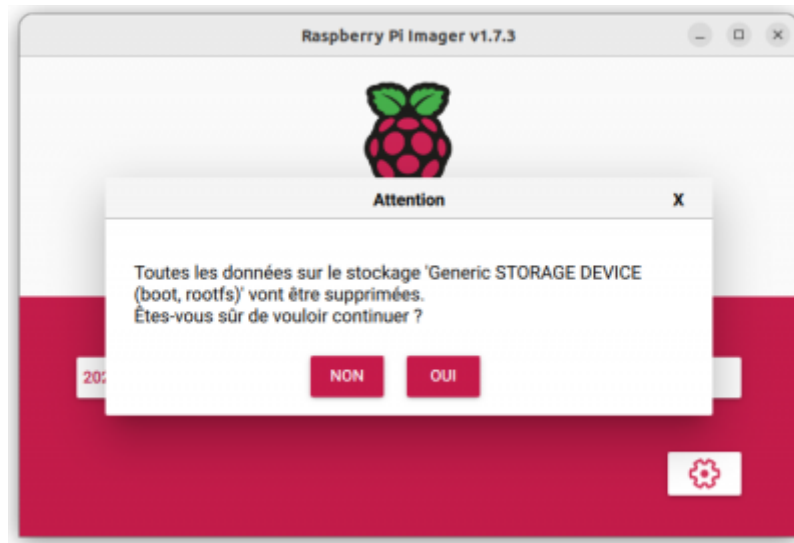 Raspberry Pi Imager v1.7.3
Attention
X
Toutes les données sur le stockage 'Generic STORAGE DEVICE
(boot, rootfs)' vont être supprimées.
Êtes-vous sûr de vouloir continuer ?
202
NON OUI